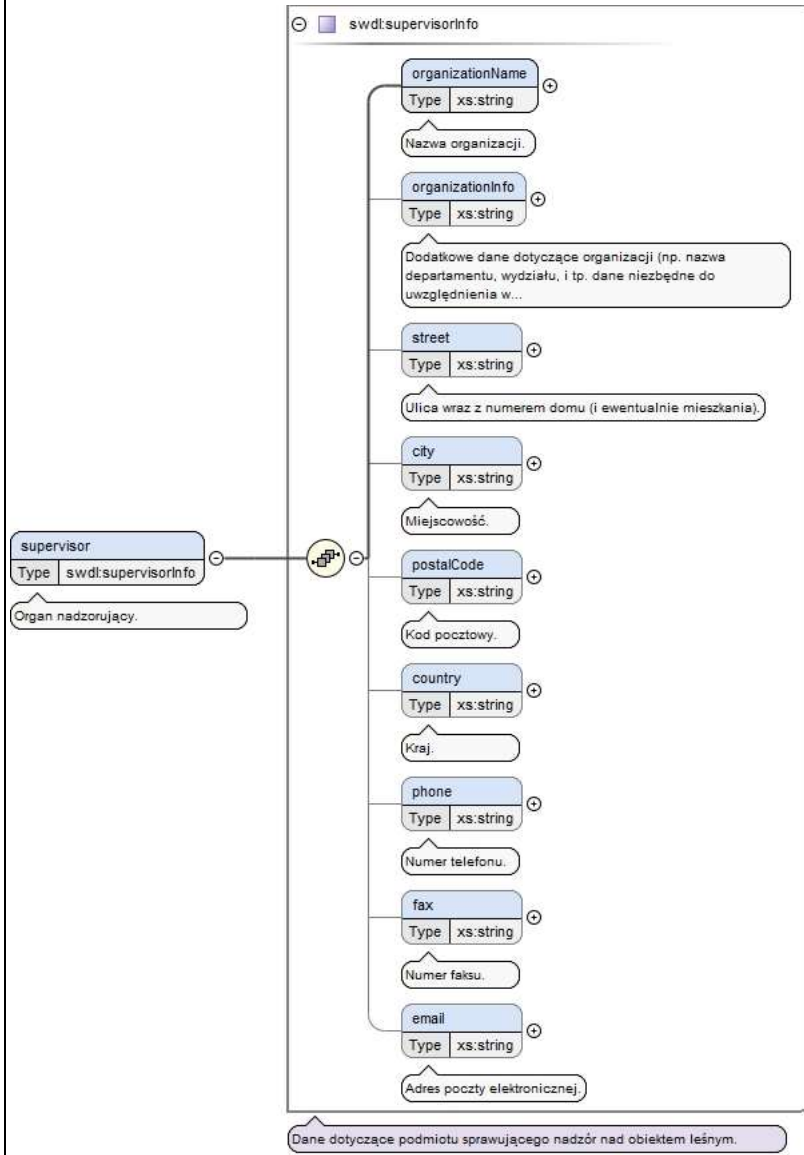 swdl:supervisorInfo
organizationName
Type xs:string
Nazwa organizacji.
organizationInfo
Type xs:string
Dodatkowe dane dotyczące organizacji (np. nazwa
departamentu, wydziału, i tp. dane niezbędne do
uwzględnienia w...
street
Type xs:string
Ulica wraz z numerem domu (i ewentualnie mieszkania).
city
Type xs:string
Miejscowość.
supervisor
Type swdl:supervisorInfo
Organ nadzorujący.
postalCode
Type xs:string
Kod pocztowy.
country
Type xs:string
Kraj.
phone
Type xs:string
Numer telefonu.
fax
Type xs:string
Numer faksu.
email
Type xs:string
Adres poczty elektronicznej.
Dane dotyczące podmiotu sprawującego nadzór nad obiektem leśnym.